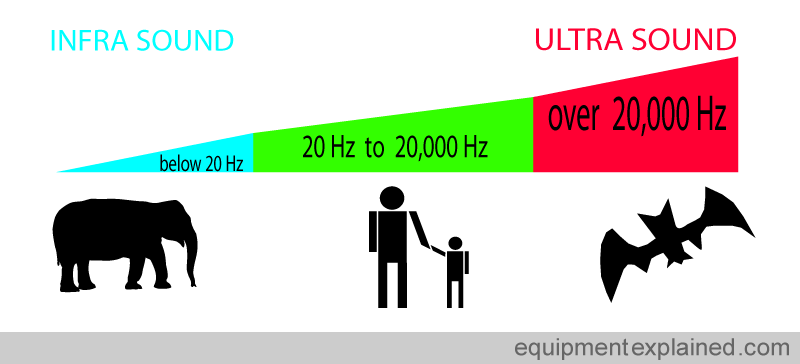 INFRA SOUND
ULTRA SOUND
below 20 Hz
20 Hz to 20,000 Hz
over 20,000 Hz
equipmentexplained.com